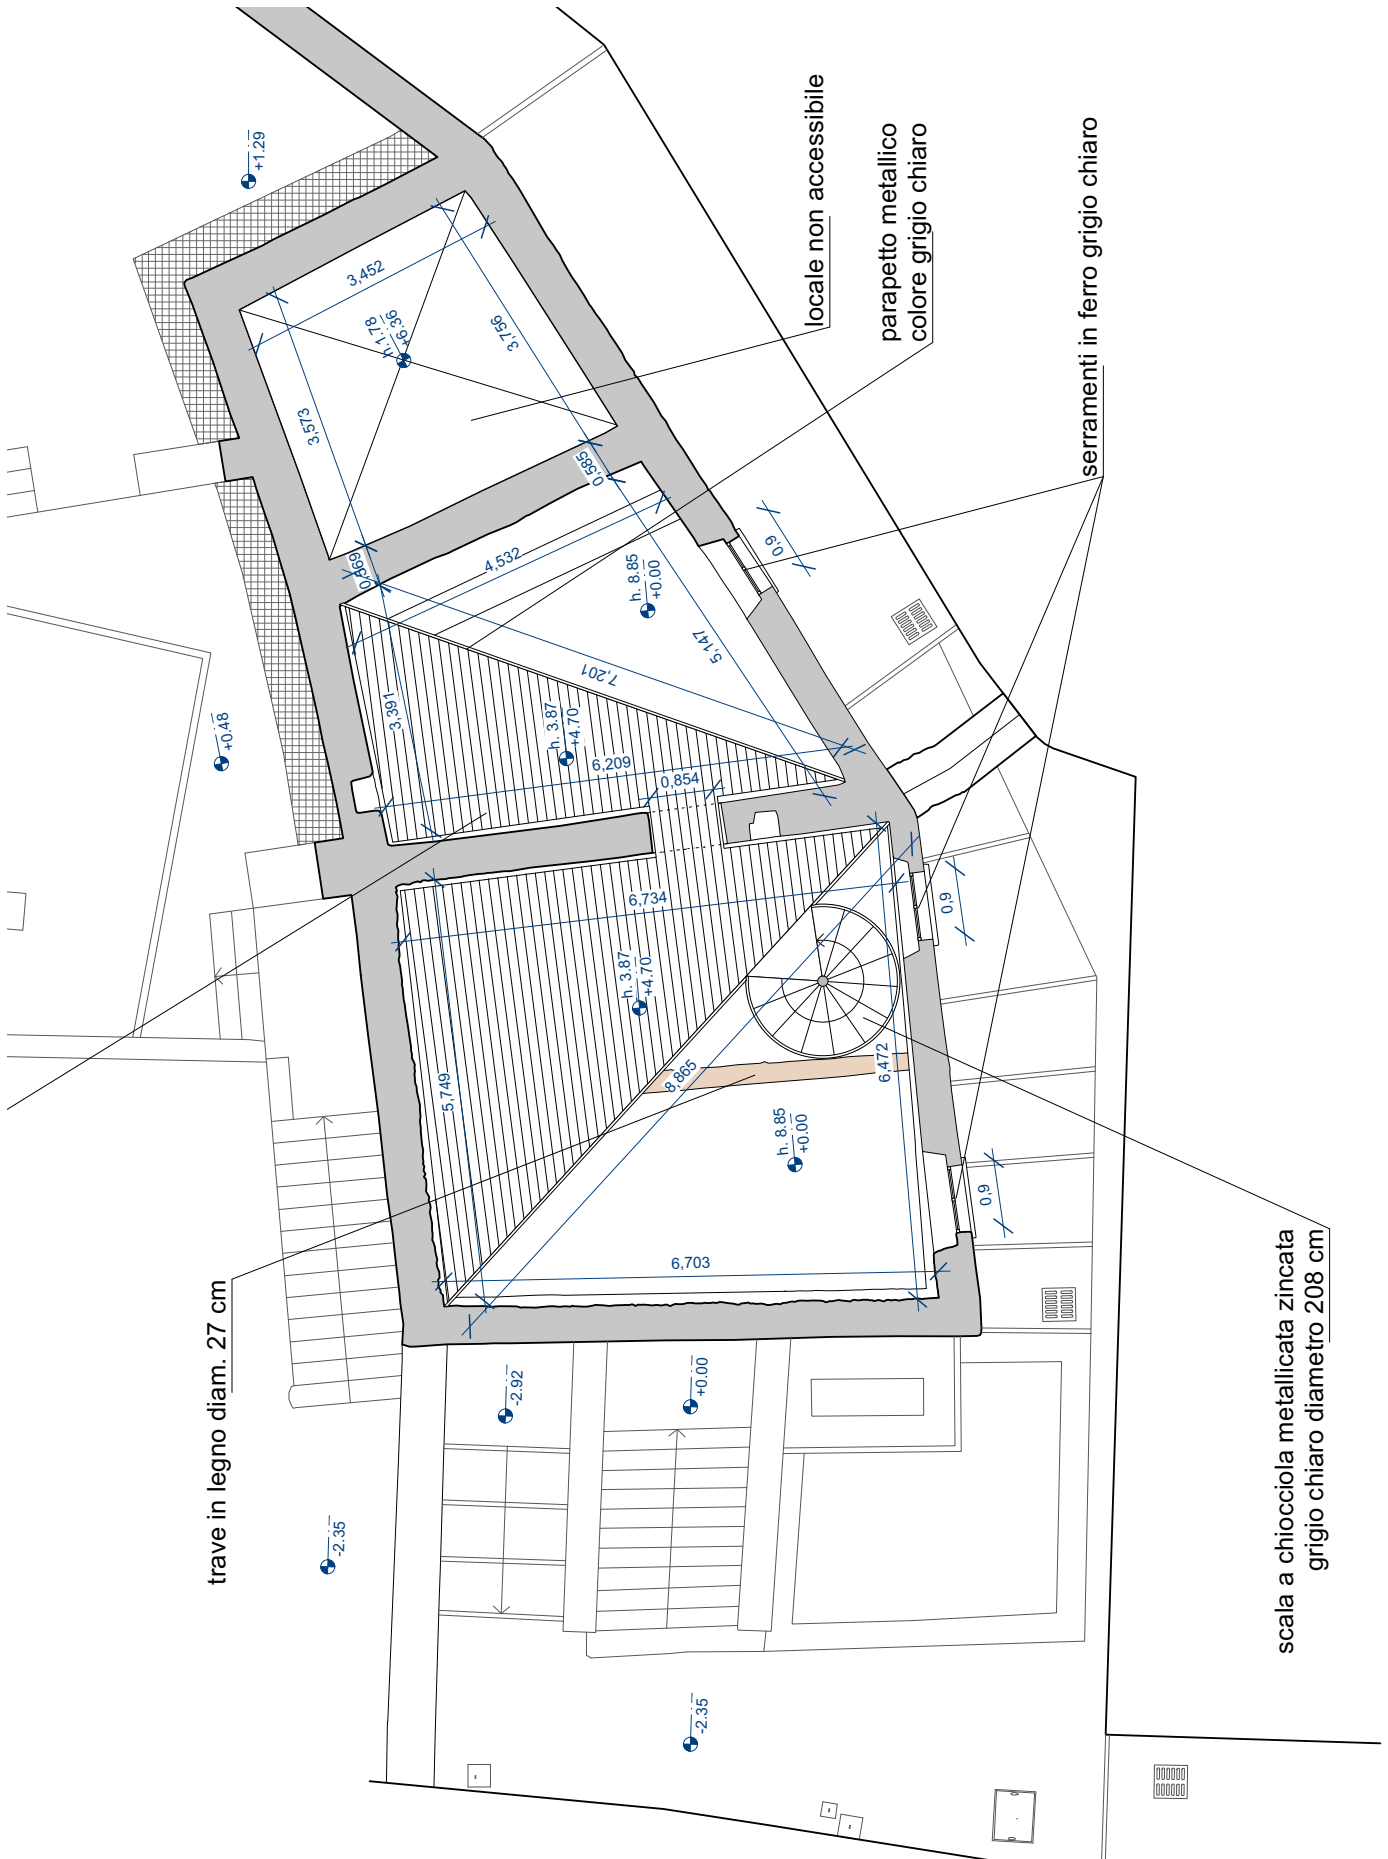 +1.29
locale non accessibile
parapetto metallico
colore grigio chiaro
serramenti in ferro grigio chiaro
3,452
h.1.78
+6.36
3,756
3,573
0,585
0,569
4,532
0,9
h. 8.85
+0.00
5,147
7,201
3,391
h. 3.87
+4.70
6,209
0,854
+0.48
6,734
h. 3.87
+4.70
0,9
5,749
8,865
6,472
h. 8.85
+0.00
0,9
6,703
trave in legno diam. 27 cm
scala a chiocciola metallicata zincata
grigio chiaro diametro 208 cm
-2.92
+0.00
-2.35
-2.35